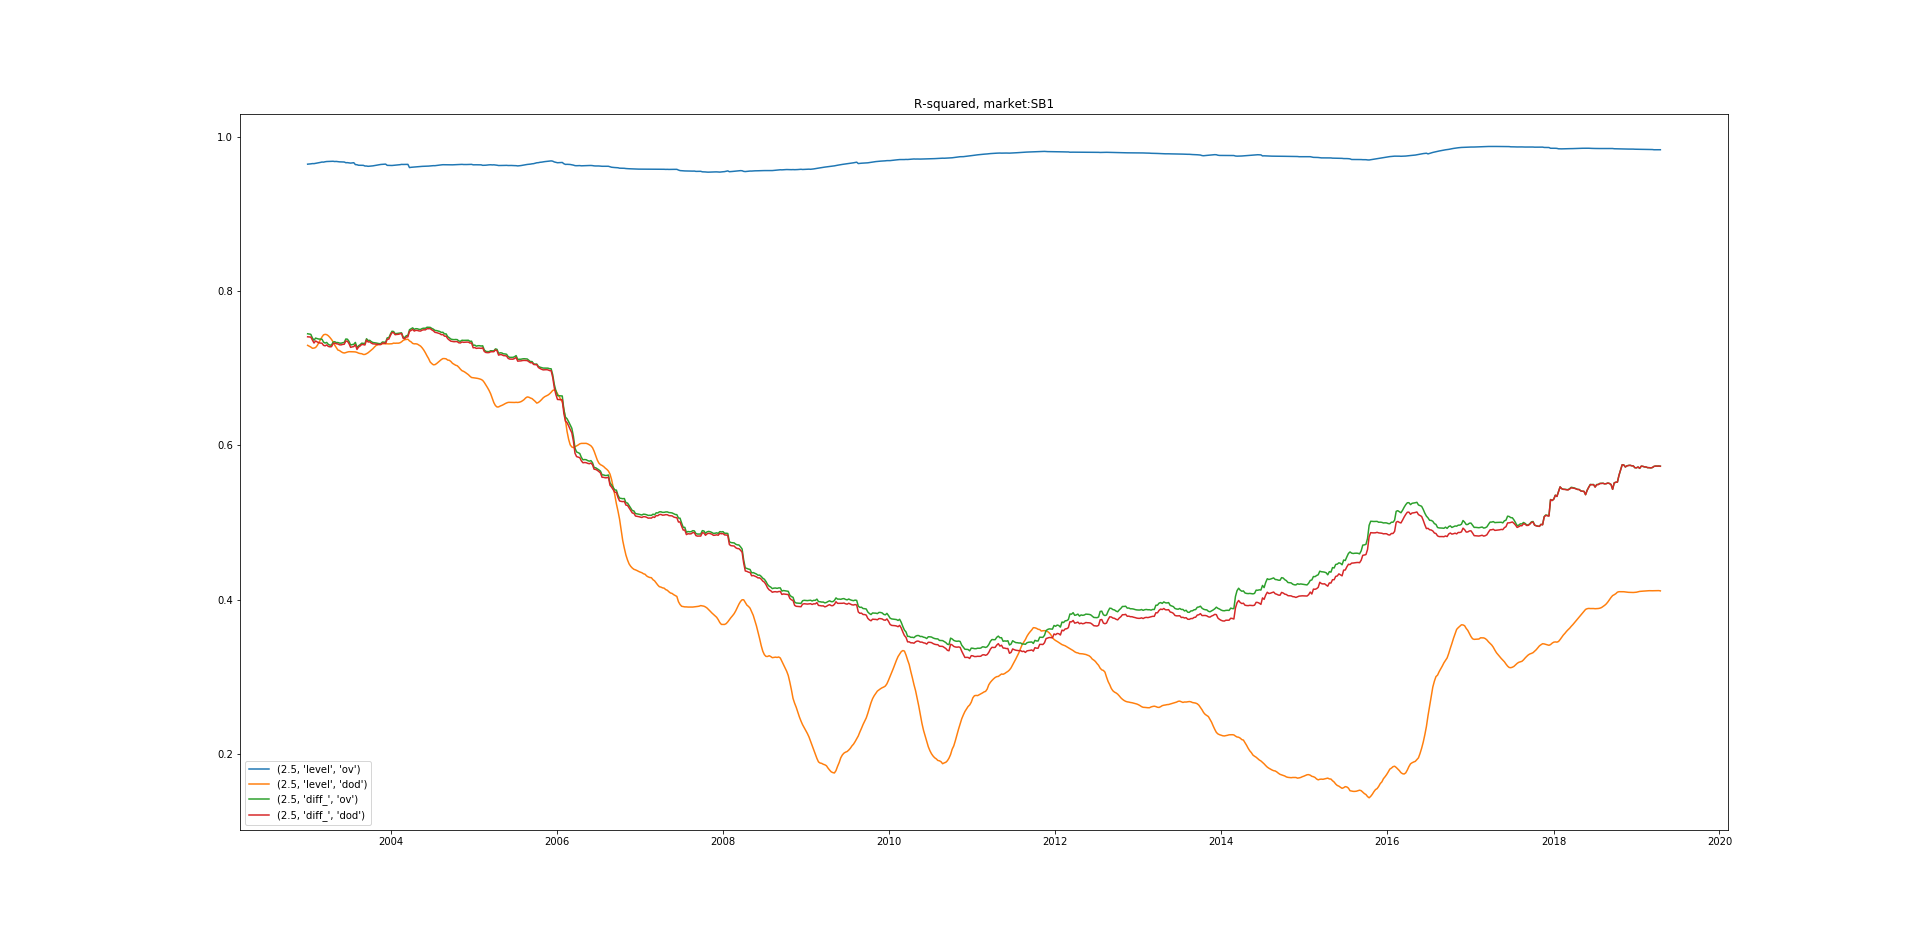 R-squared, market:SB1
1.0
0.8
0.6
0.4
0.2
(2.5, 'level', 'ov')
(2.5, 'level', 'dod')
(2.5, 'diff_', 'ov')
(2.5, 'diff_', 'dod')
2004 2006 2008 2010 2012 2014 2016 2018 2020